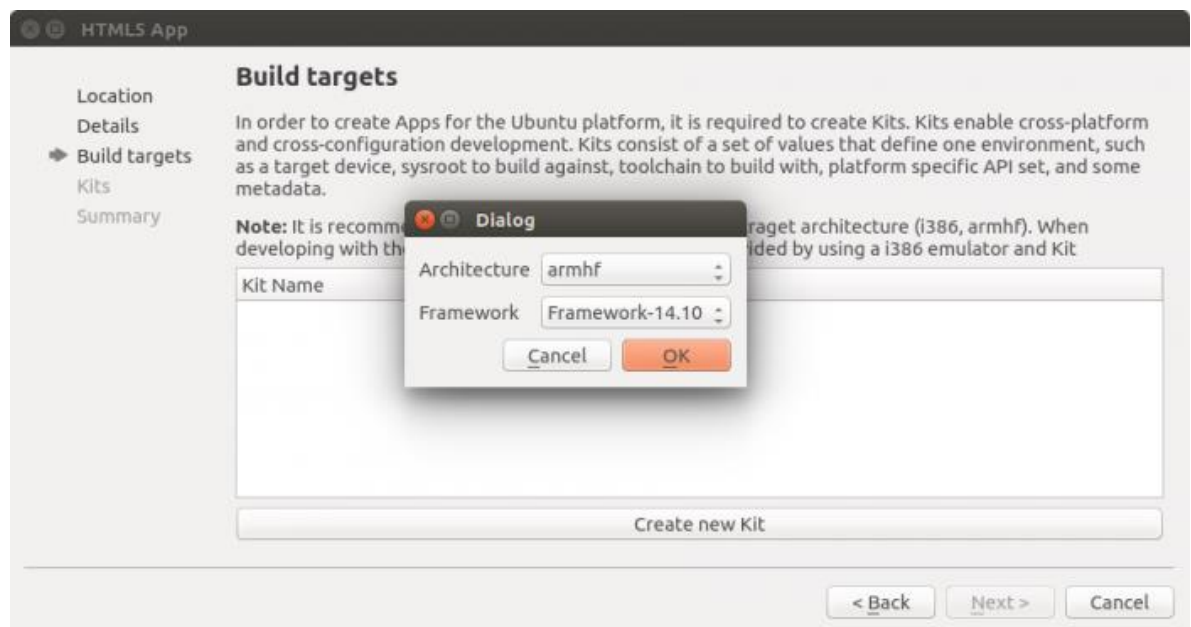 HTML5 App
Location
Details
Build targets
Kits
Summary
Build targets
In order to create Apps for the Ubuntu platform, it is required to create Kits. Kits enable cross-platform
and cross-configuration development. Kits consist of a set of values that define one environment, such
as a target device, sysroot to build against, toolchain to build with, platform specific API set, and some
metadata.
Note: It is recomm raget architecture (i386, armhf). When
developing with th ided by using a i386 emulator and Kit
Kit Name
Dialog
Architecture armhf
Framework Framework-14.10
Cancel OK
Create new Kit
< Back Next > Cancel